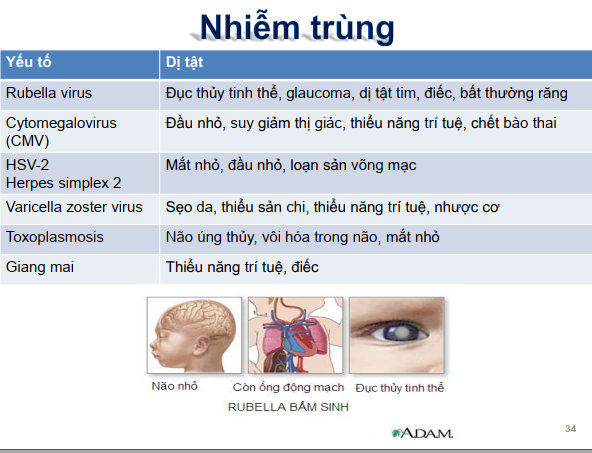 Nhiễm trùng
Yếu tố Dị tật
Rubella virus Đục thủy tinh thể, glaucoma, dị tật tim, điếc, bất thường răng
Cytomegalovirus (CMV) Đầu nhỏ, suy giảm thị giác, thiểu năng trí tuệ, chết bào thai
HSV-2
Herpes simplex 2 Mắt nhỏ, đầu nhỏ, loạn sản võng mạc
Varicella zoster virus Sẹo da, thiểu sản chi, thiểu năng trí tuệ, nhược cơ
Toxoplasmosis Não úng thủy, vôi hóa trong não, mắt nhỏ
Giang mai Thiểu năng trí tuệ, điếc
Não nhỏ Còn ống động mạch Đục thủy tinh thể
RUBELLA BẨM SINH
ADAM.
34